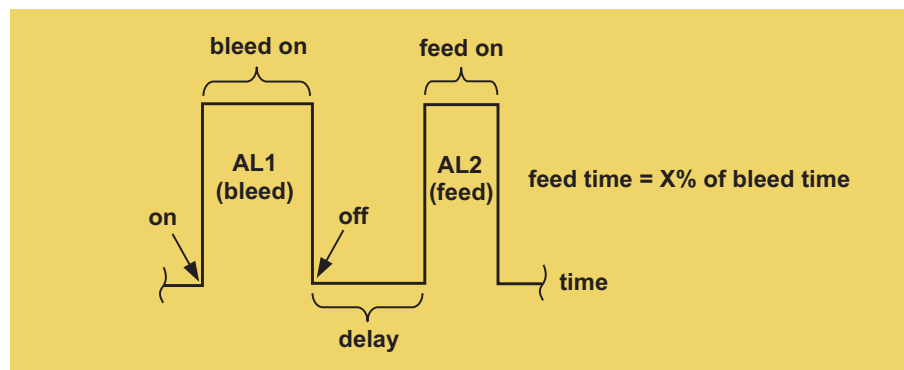 bleed on
feed on
AL1
(bleed)
AL2
(feed)
feed time = X% of bleed time
on
off
time
delay